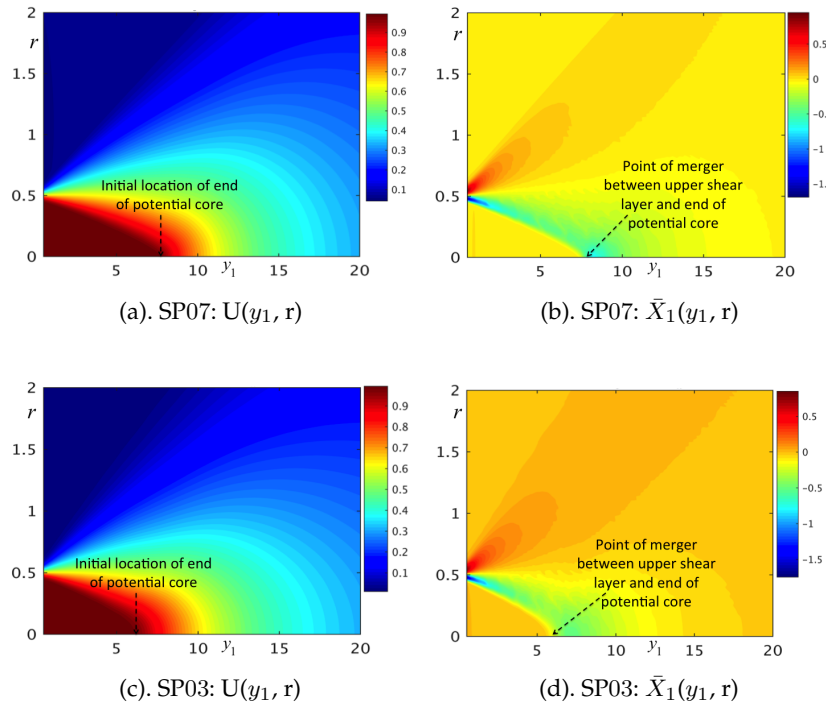 2
r
1.5
1
0.5
0
5
10
15
20
y₁
Initial location of end
of potential core
0.9
0.8
0.7
0.6
0.5
0.4
0.3
0.2
0.1
(a). SP07: U(y₁, r)
2
r
1.5
1
0.5
0
5
10
15
20
y₁
Point of merger
between upper shear
layer and end of
potential core
0.5
0
−0.5
−1
(b). SP07: X̄₁(y₁, r)
2
r
1.5
1
0.5
0
5
10
15
20
y₁
Initial location of end
of potential core
0.9
0.8
0.7
0.6
0.5
0.4
0.3
0.2
0.1
(c). SP03: U(y₁, r)
2
r
1.5
1
0.5
0
5
10
15
20
y₁
Point of merger
between upper shear
layer and end of
potential core
0.5
0
−0.5
−1
−1.5
(d). SP03: X̄₁(y₁, r)